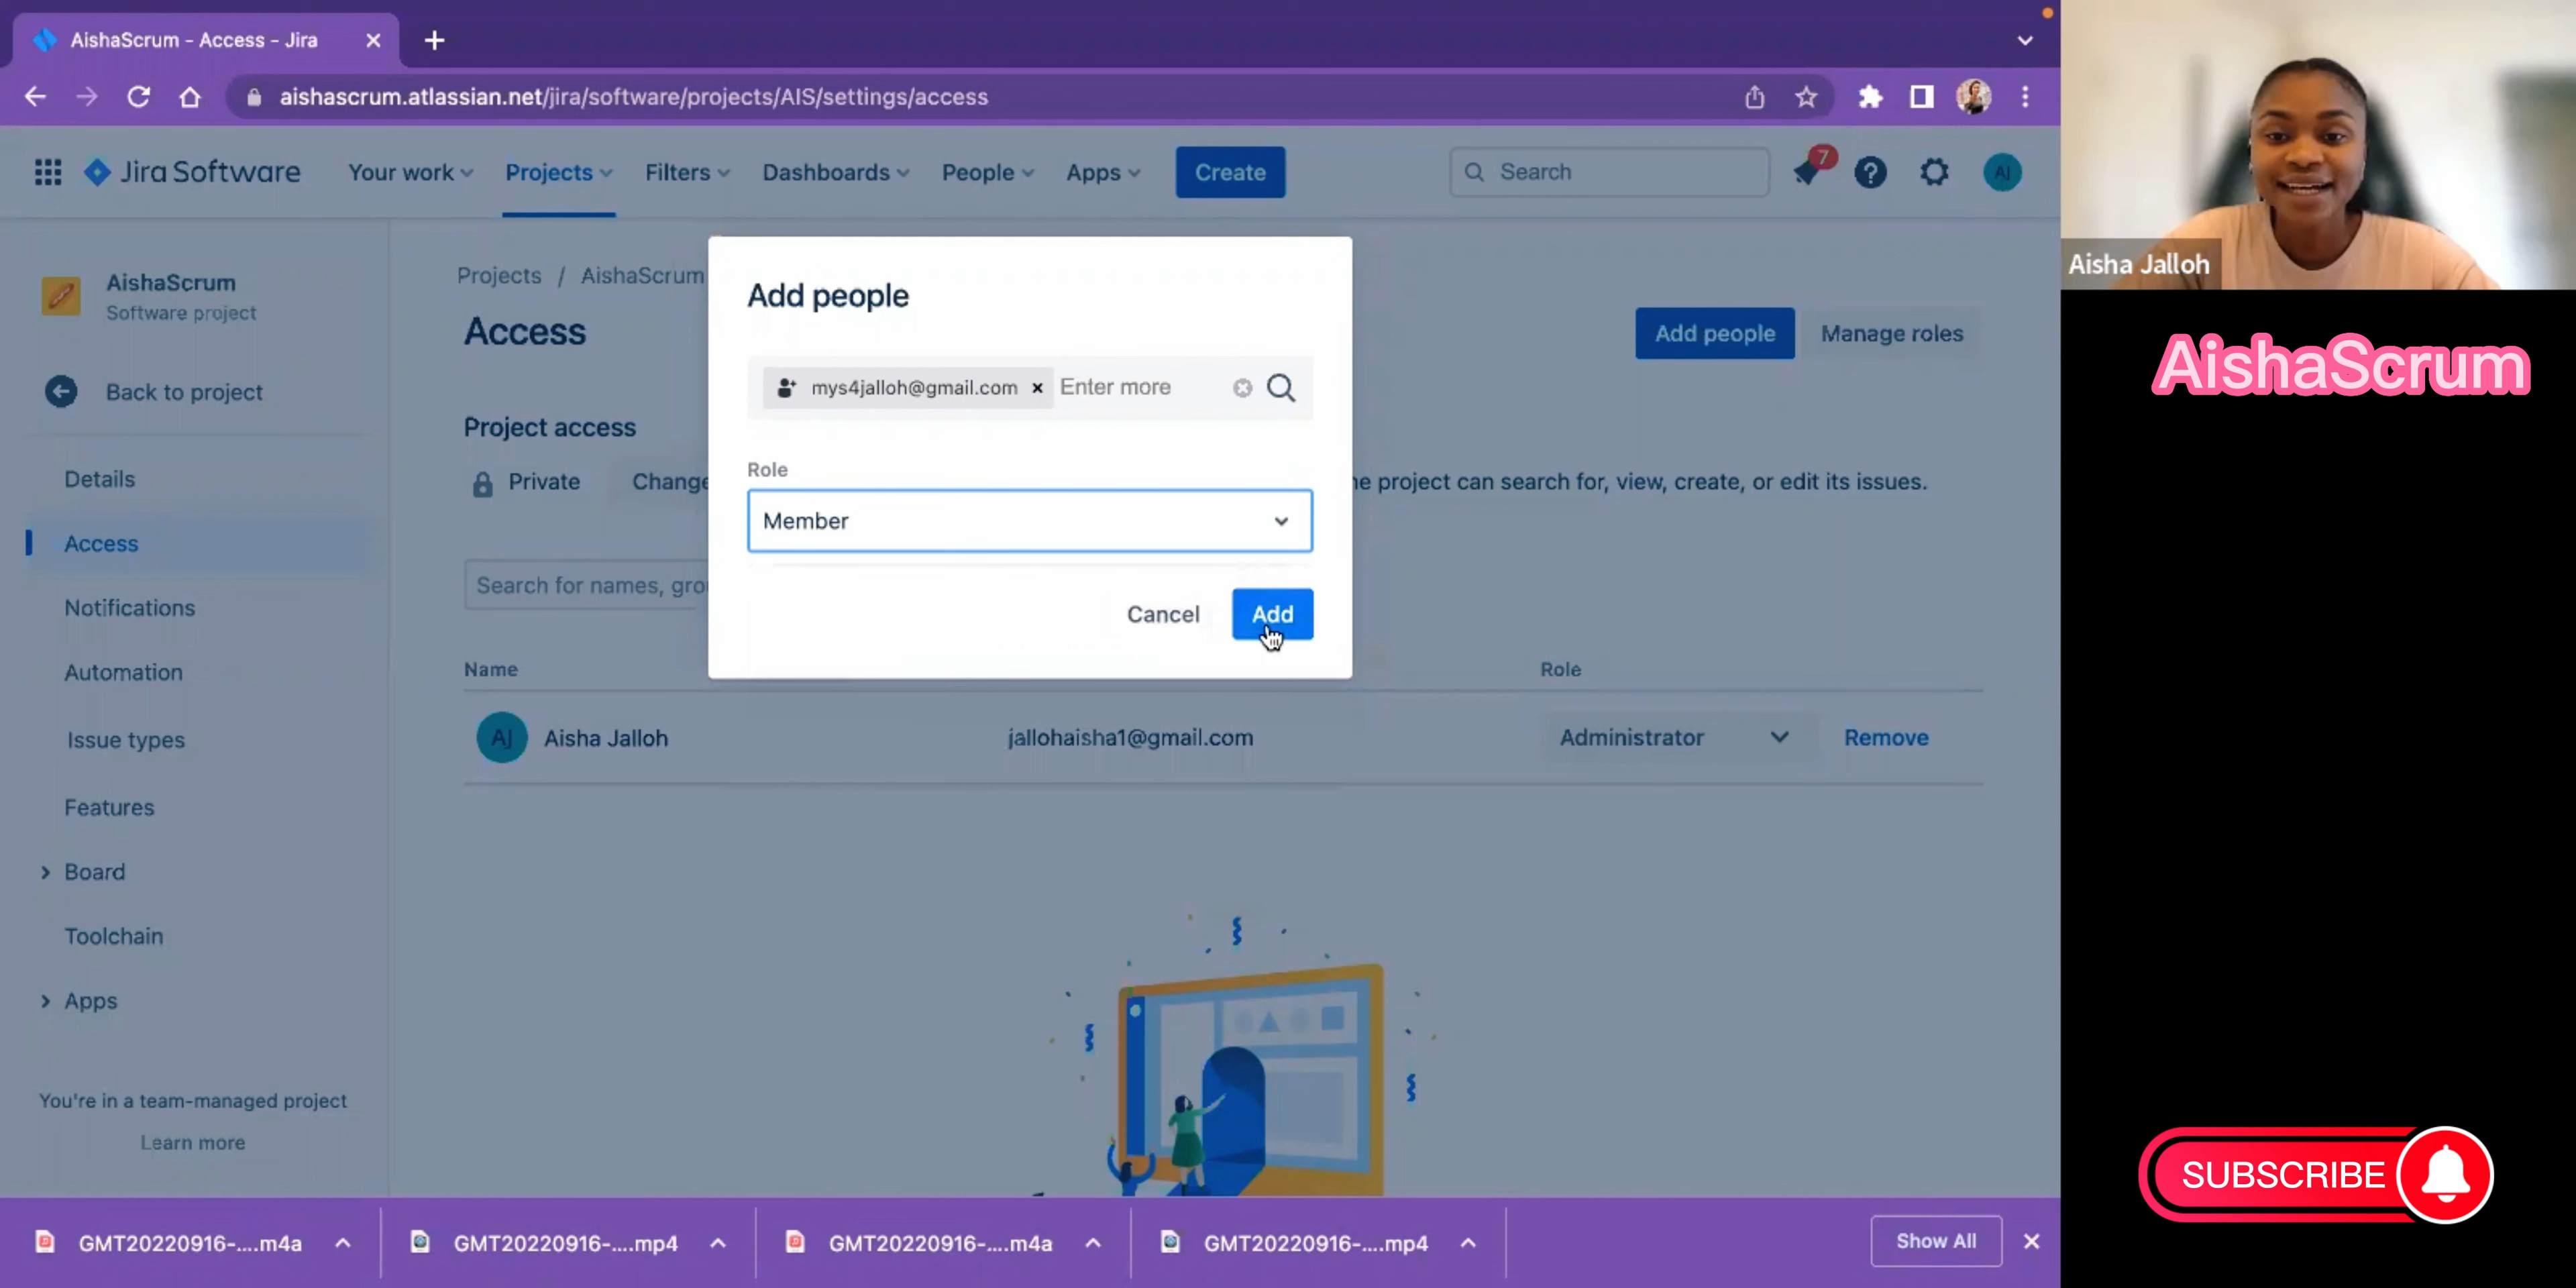 AishaScrum - Access - Jira
aishascrum.atlassian.net/jira/software/projects/AIS/settings/access
Jira Software
Your work
Projects
Filters
Dashboards
People
Apps
Create
Search
7
AJ
Aisha Jalloh
AishaScrum
AishaScrum
Software project
Back to project
Details
Access
Notifications
Automation
Issue types
Features
Board
Toolchain
Apps
You're in a team-managed project
Learn more
Projects / AishaScrum
Access
Add people
Manage roles
Project access
Private
Change
he project can search for, view, create, or edit its issues.
Search for names, gro
Add people
mys4jalloh@gmail.com × Enter more
Role
Member
Cancel
Add
Name
Role
AJ
Aisha Jalloh
jallohaisha1@gmail.com
Administrator
Remove
SUBSCRIBE
GMT20220916-....m4a
GMT20220916-....mp4
GMT20220916-....m4a
GMT20220916-....mp4
Show All